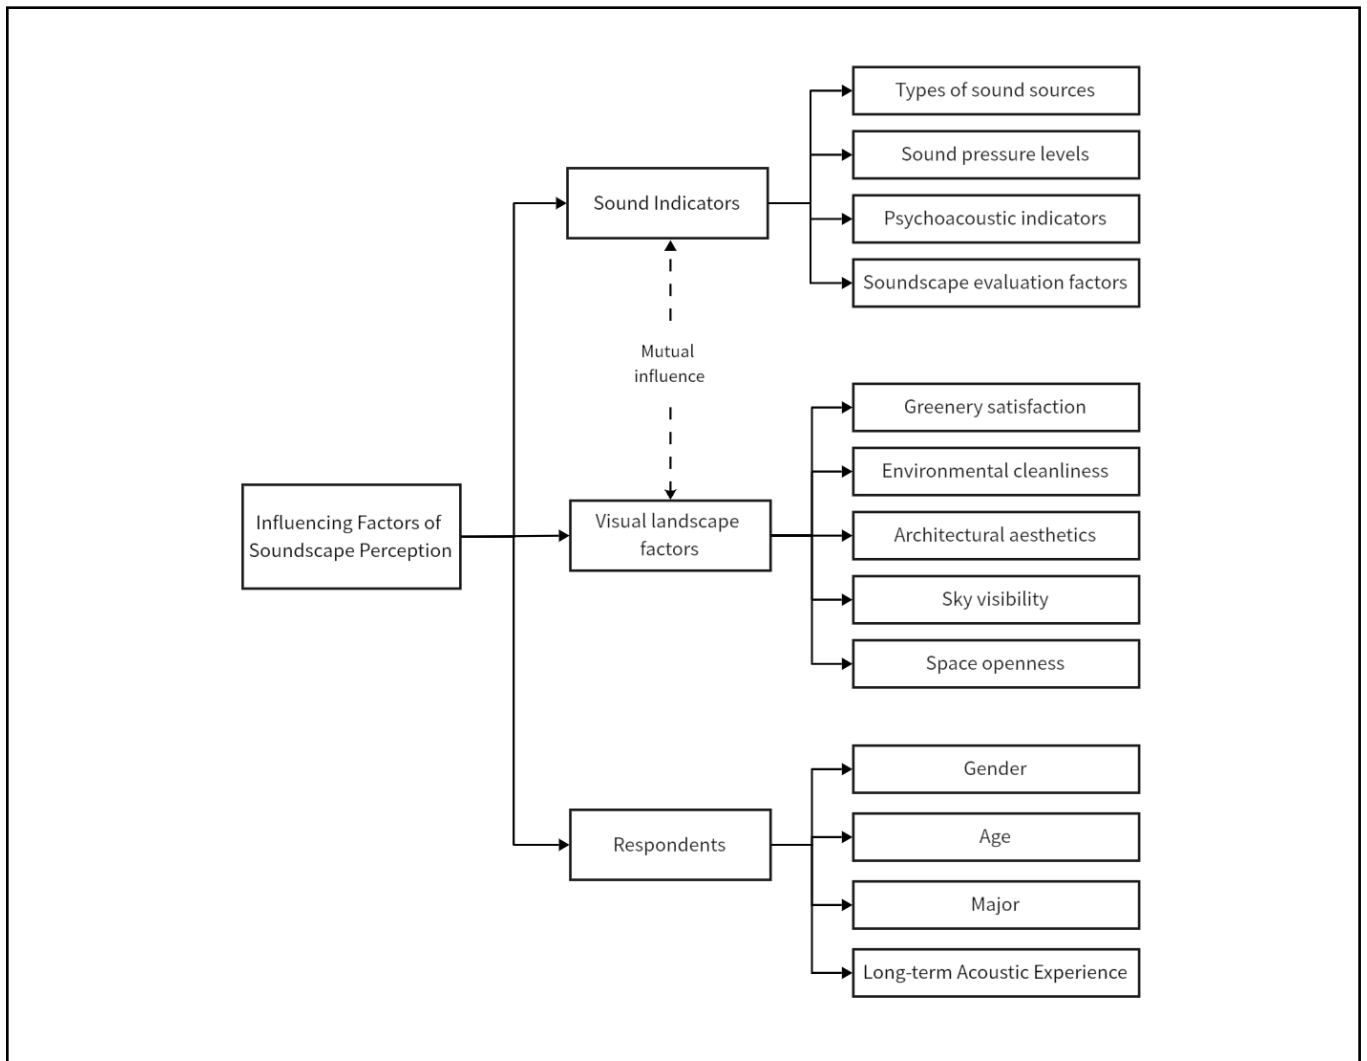 Influencing Factors of
Soundscape Perception
Sound Indicators
Types of sound sources
Sound pressure levels
Psychoacoustic indicators
Soundscape evaluation factors
Mutual
influence
Visual landscape
factors
Greenery satisfaction
Environmental cleanliness
Architectural aesthetics
Sky visibility
Space openness
Respondents
Gender
Age
Major
Long-term Acoustic Experience